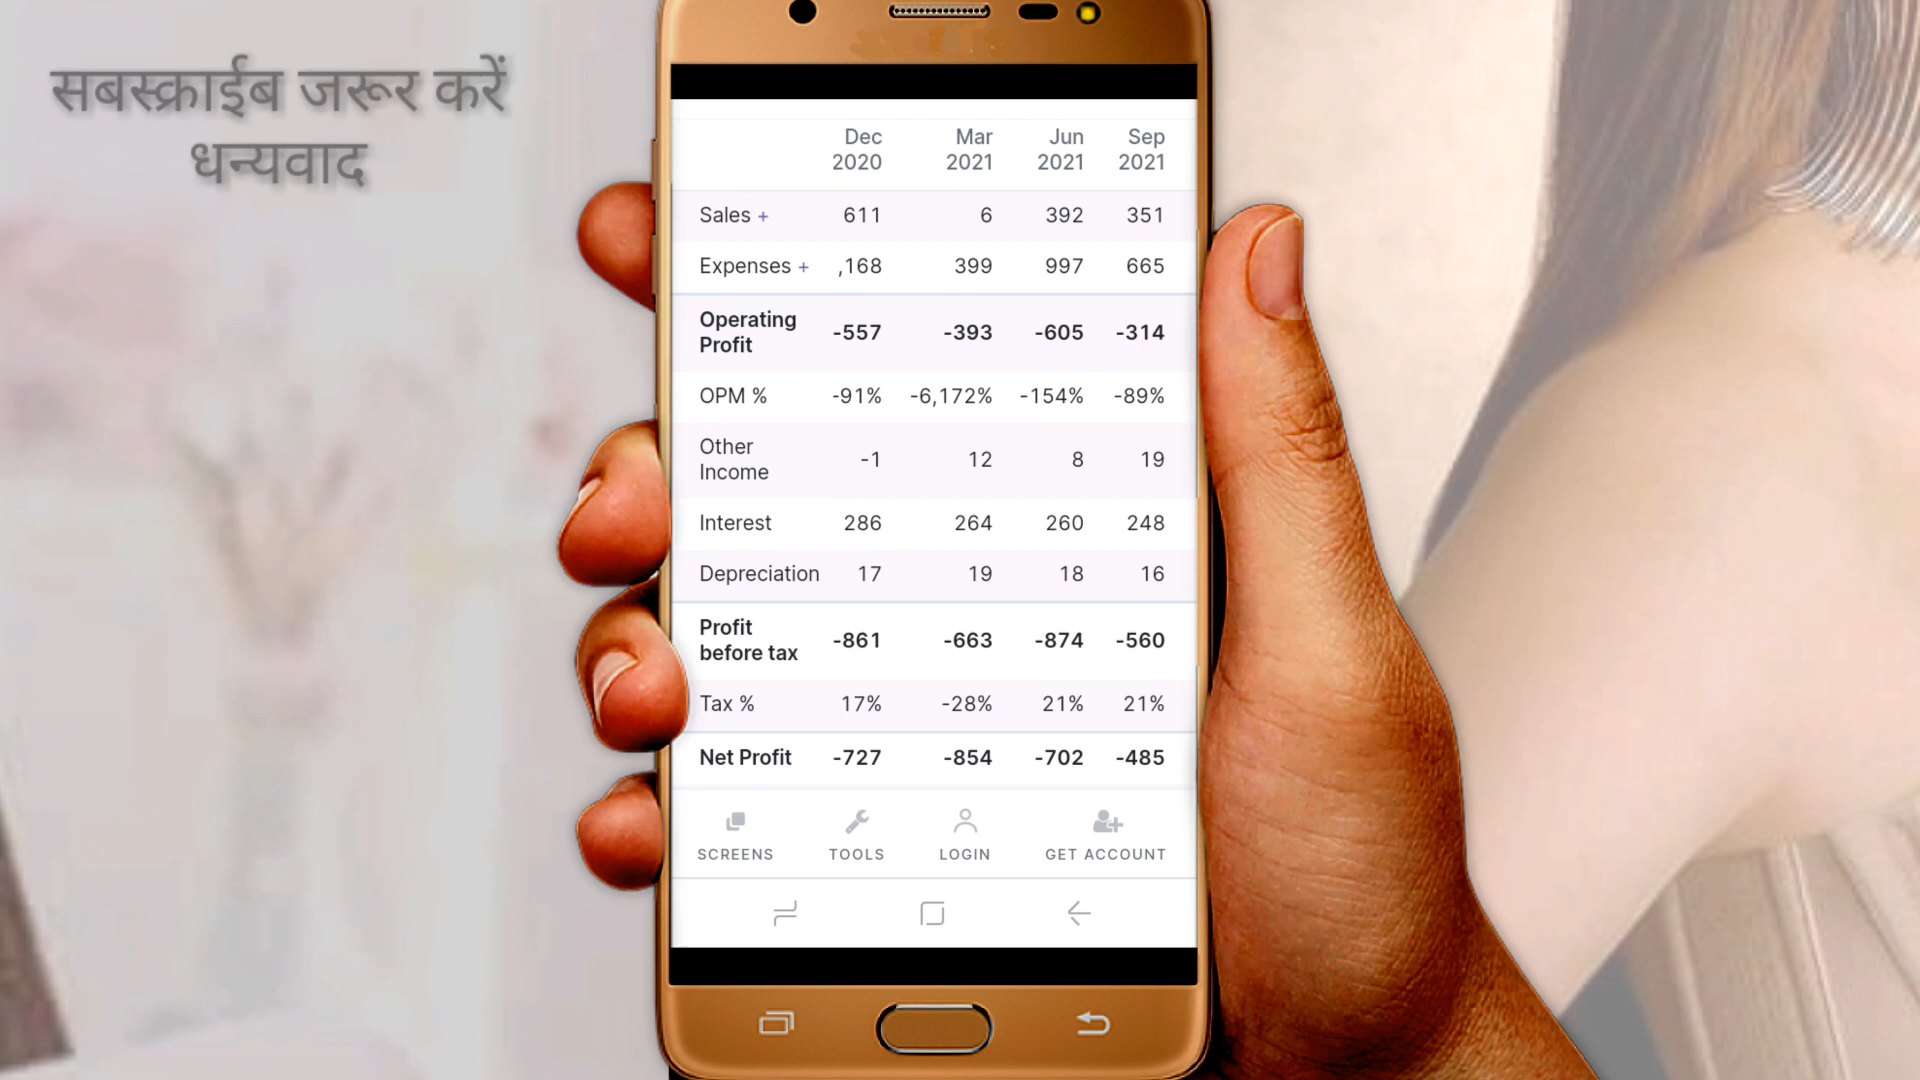 सबस्क्राईब जरूर करें
धन्यवाद
Dec 2020 Mar 2021 Jun 2021 Sep 2021
Sales + 611 6 392 351
Expenses + ,168 399 997 665
Operating Profit -557 -393 -605 -314
OPM % -91% -6,172% -154% -89%
Other Income -1 12 8 19
Interest 286 264 260 248
Depreciation 17 19 18 16
Profit before tax -861 -663 -874 -560
Tax % 17% -28% 21% 21%
Net Profit -727 -854 -702 -485
SCREENS TOOLS LOGIN GET ACCOUNT